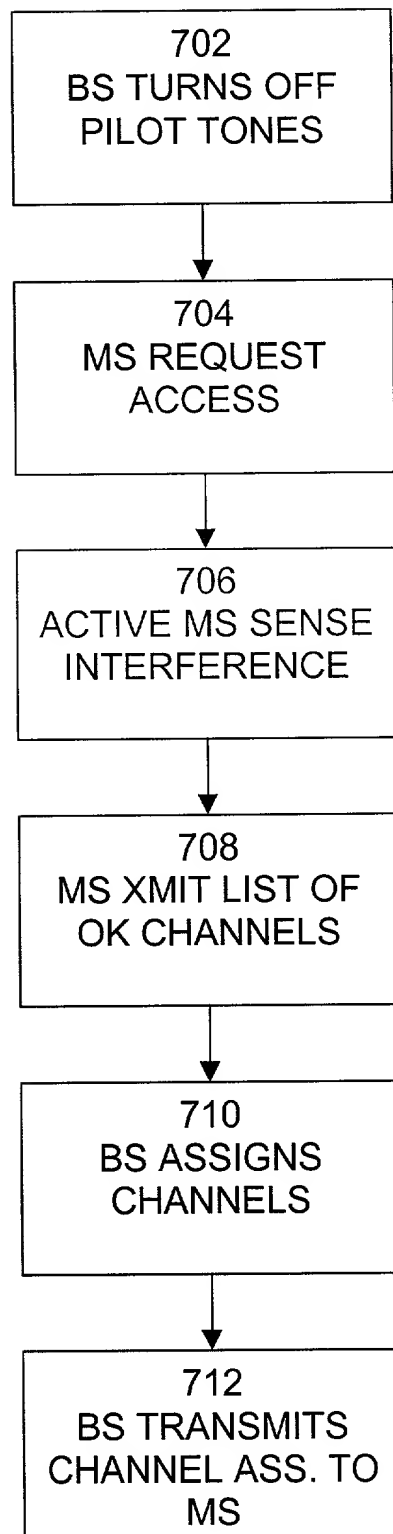 702
BS TURNS OFF
PILOT TONES
704
MS REQUEST
ACCESS
706
ACTIVE MS SENSE
INTERFERENCE
708
MS XMIT LIST OF
OK CHANNELS
710
BS ASSIGNS
CHANNELS
712
BS TRANSMITS
CHANNEL ASS. TO
MS